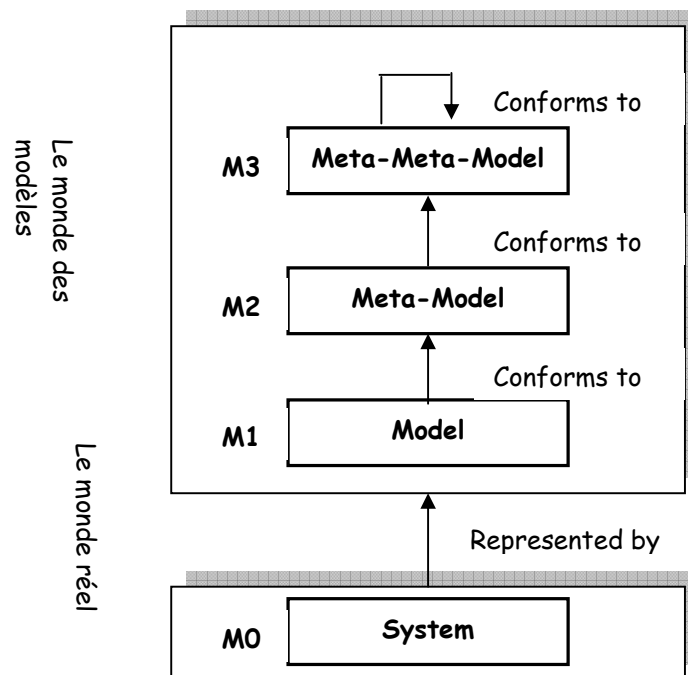 Conforms to
M3
Meta-Meta-Model
Conforms to
M2
Meta-Model
Conforms to
M1
Model
Le monde des
modèles
Represented by
Le monde réel
M0
System